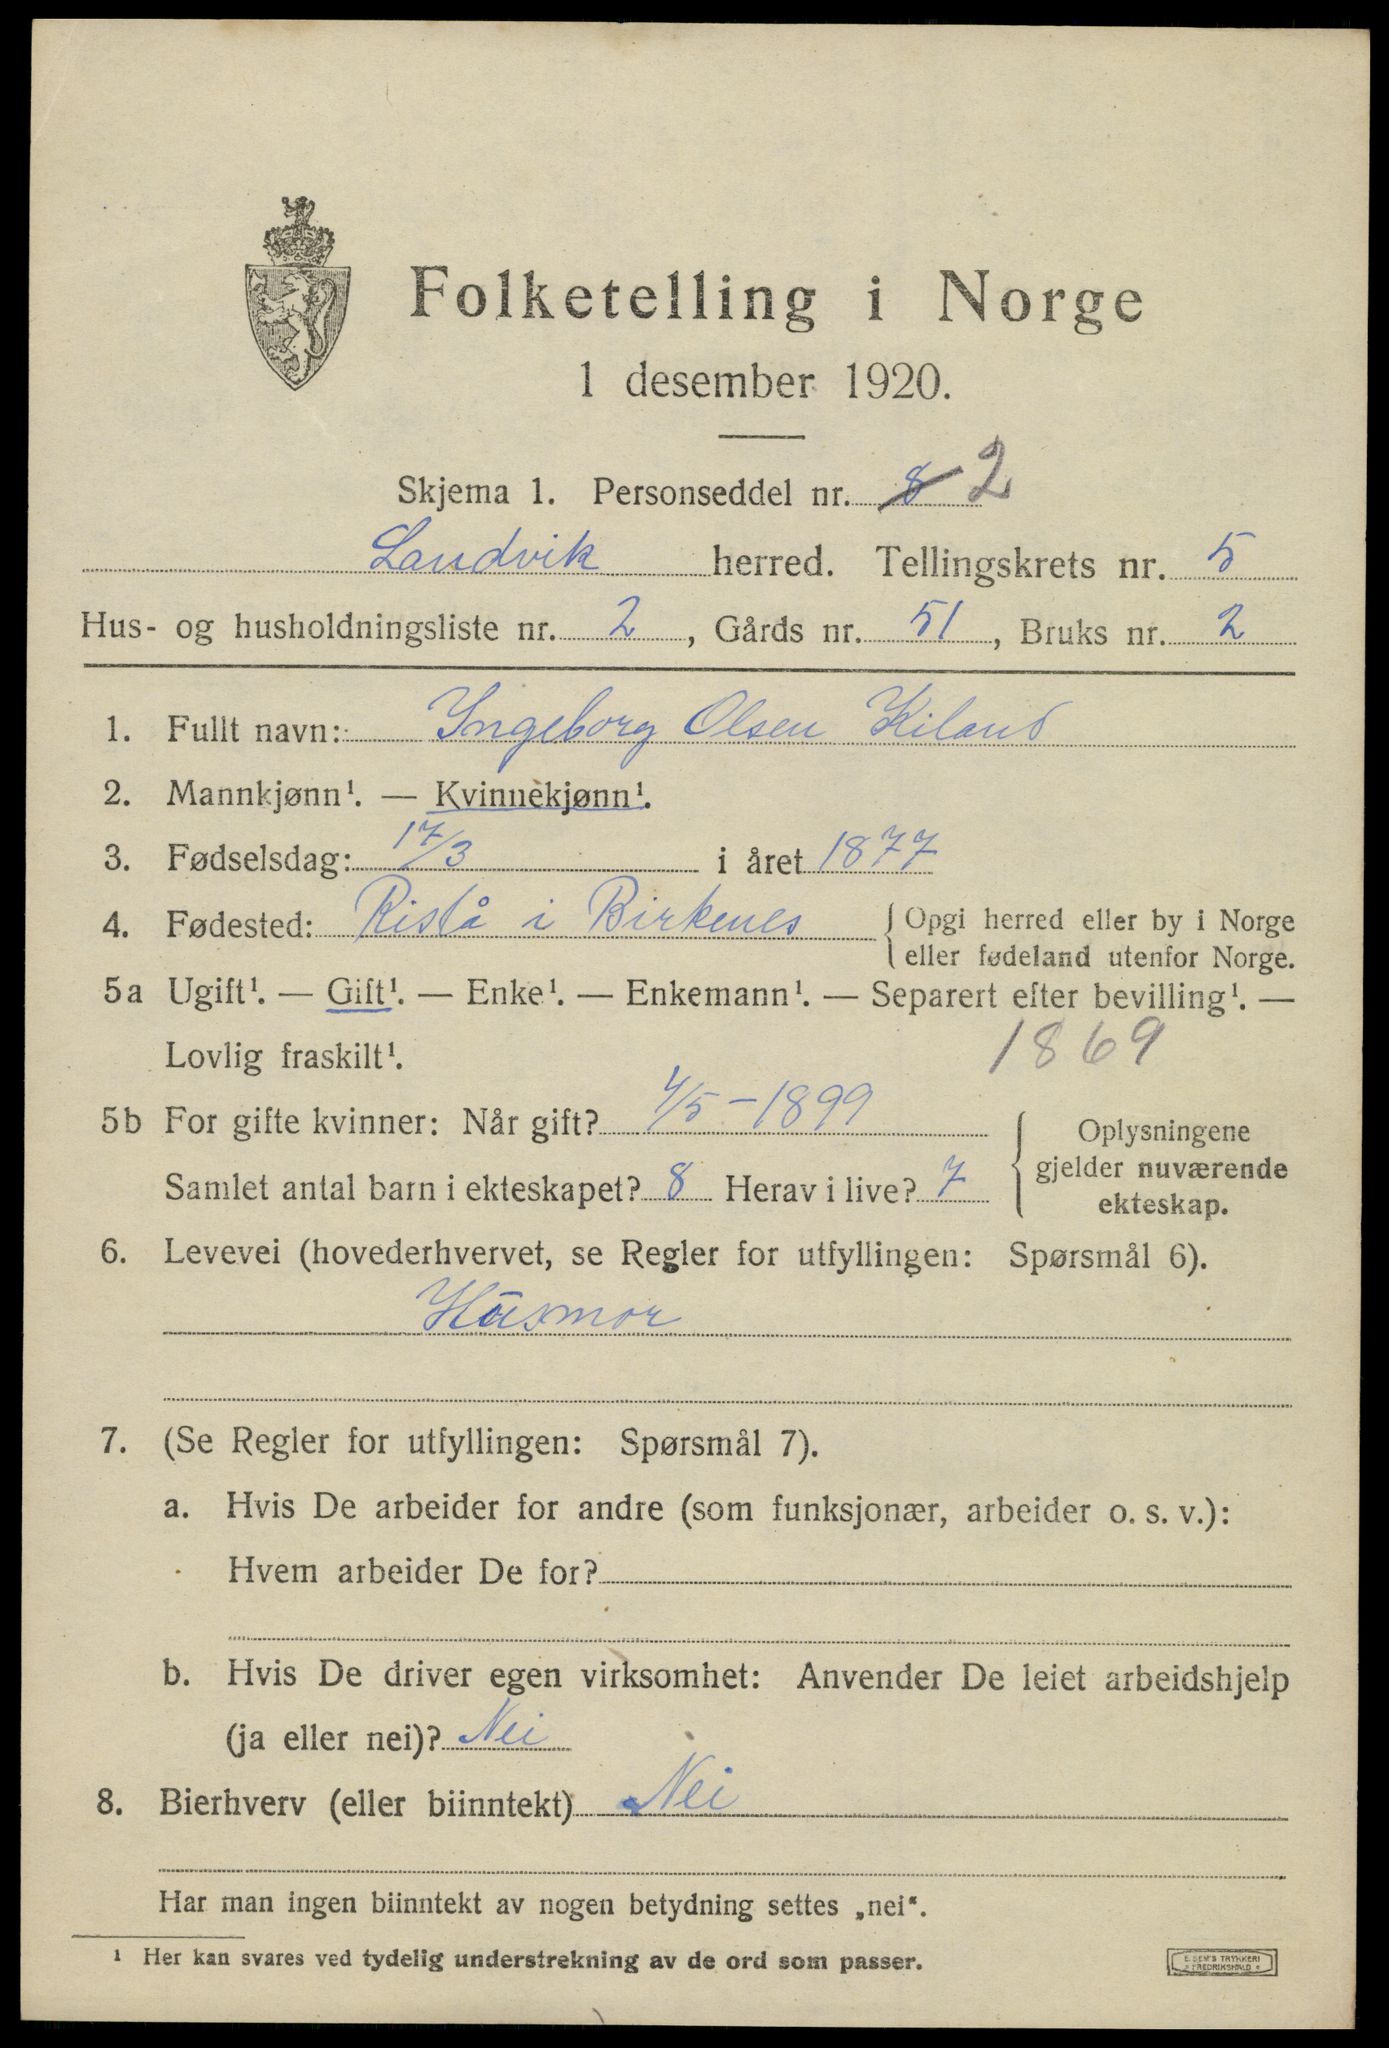 Folketelling i Norge
1 desember 1920.
Skjema 1. Personseddel nr. 8 2
Landvik herred. Tellingskrets nr. 5
Hus- og husholdningsliste nr. 2, Gårds nr. 51, Bruks nr. 2
1. Fullt navn: Ingeborg Olsen Kiland
2. Mannkjønn¹. — Kvinnekjønn¹.
3. Fødselsdag: 17/3 i året 1877
4. Fødested: Ristå i Birkenes { Opgi herred eller by i Norge
eller fødeland utenfor Norge.
5a Ugift¹. — Gift¹. — Enke¹. — Enkemann¹. — Separert efter bevilling¹. —
Lovlig fraskilt¹. 1869
5b For gifte kvinner: Når gift? 4/5 – 1899
Samlet antal barn i ekteskapet? 8 Herav i live? 7
{ Oplysningene
gjelder nuværende
ekteskap.
6. Levevei (hovederhvervet, se Regler for utfyllingen: Spørsmål 6).
Husmor
7. (Se Regler for utfyllingen: Spørsmål 7).
a. Hvis De arbeider for andre (som funksjonær, arbeider o. s. v.):
Hvem arbeider De for?
b. Hvis De driver egen virksomhet: Anvender De leiet arbeidshjelp
(ja eller nei)? Nei
8. Bierhverv (eller biinntekt) Nei
Har man ingen biinntekt av nogen betydning settes „nei“.
¹ Her kan svares ved tydelig understrekning av de ord som passer.
E. SEM'S TRYKKERI
FREDRIKSHALD